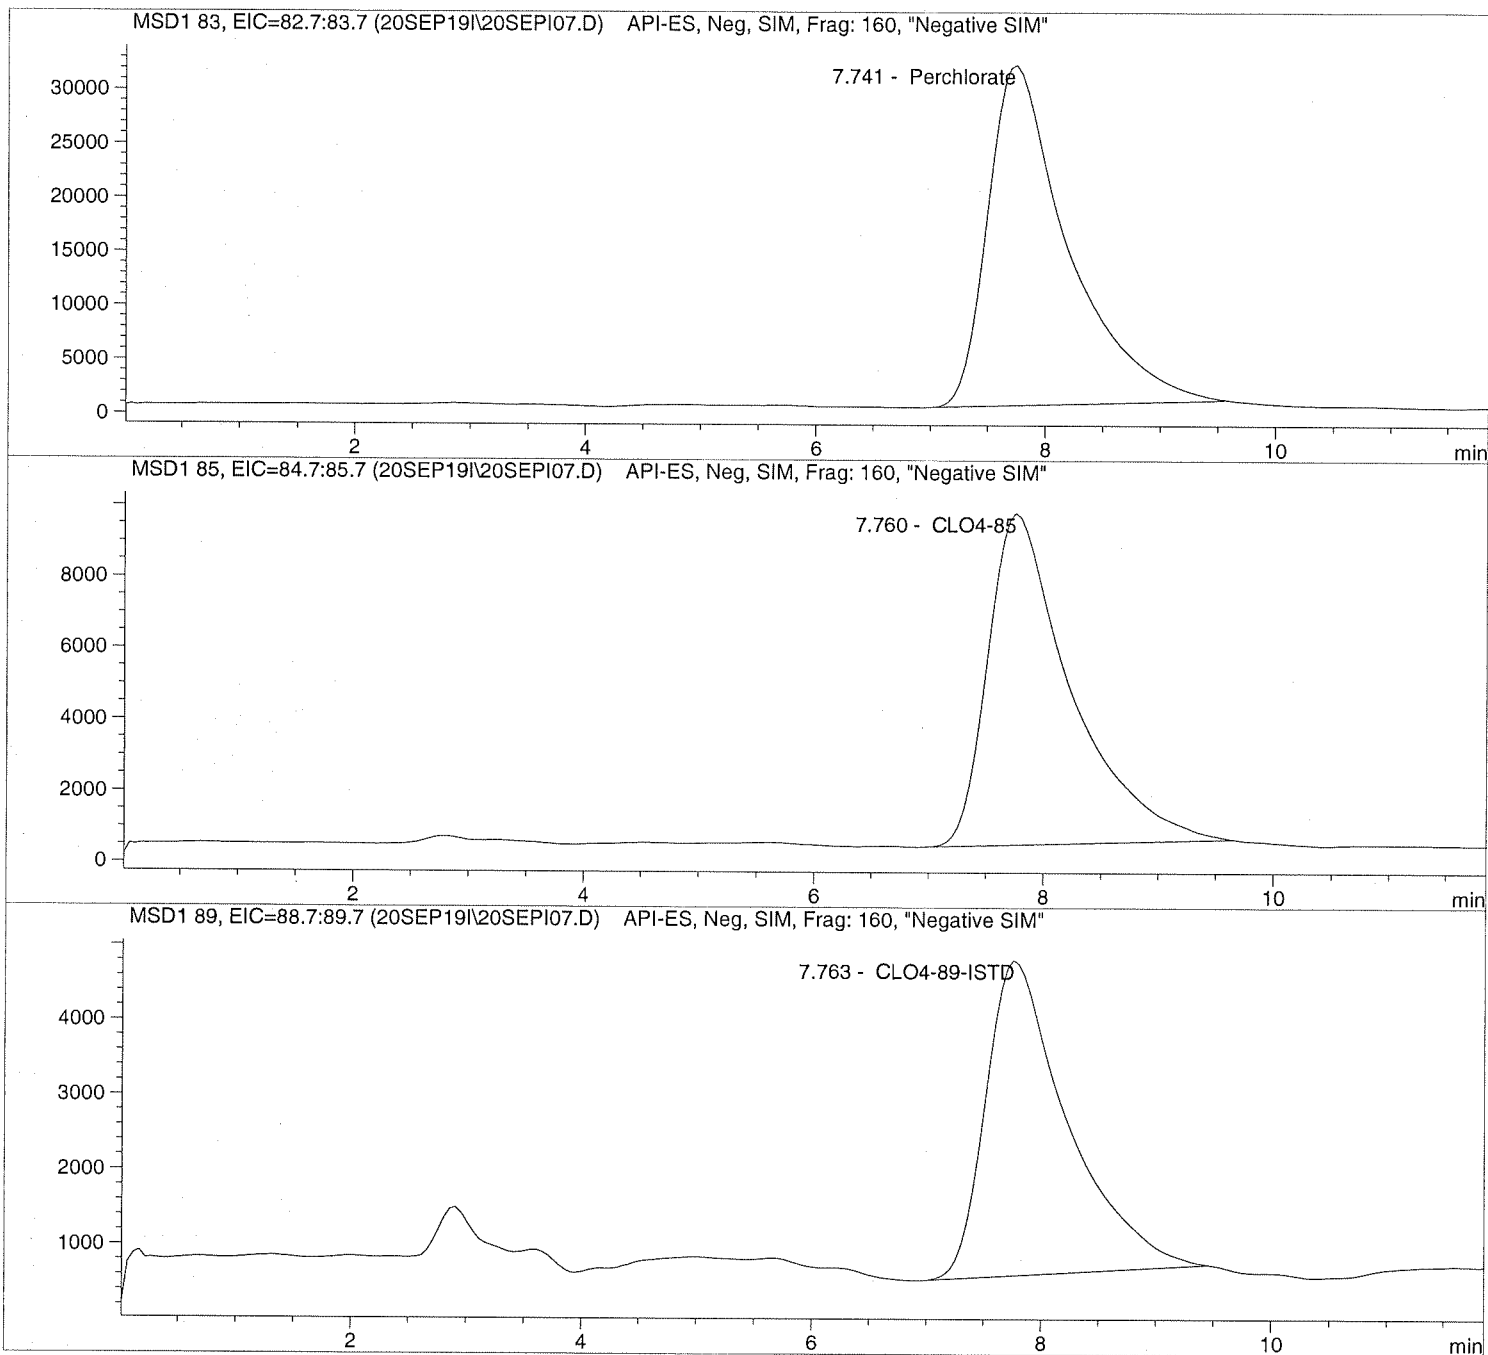 MSD1 83, EIC=82.7:83.7 (20SEP19I\20SEPI07.D) API-ES, Neg, SIM, Frag: 160, "Negative SIM"
7.741 - Perchlorate
30000
25000
20000
15000
10000
5000
0
2 4 6 8 10 min
MSD1 85, EIC=84.7:85.7 (20SEP19I\20SEPI07.D) API-ES, Neg, SIM, Frag: 160, "Negative SIM"
7.760 - CLO4-85
8000
6000
4000
2000
0
2 4 6 8 10 min
MSD1 89, EIC=88.7:89.7 (20SEP19I\20SEPI07.D) API-ES, Neg, SIM, Frag: 160, "Negative SIM"
7.763 - CLO4-89-ISTD
4000
3000
2000
1000
2 4 6 8 10 min